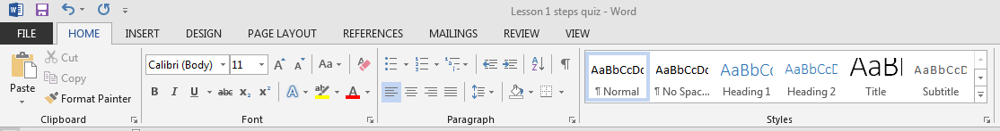 Lesson 1 steps quiz - Word
FILE HOME INSERT DESIGN PAGE LAYOUT REFERENCES MAILINGS REVIEW VIEW
Paste
Cut
Copy
Format Painter
Clipboard
Calibri (Body) 11 A A Aa
B I U abc x₂ x² A ab A
Font
A Z ¶
Paragraph
AaBbCcDc AaBbCcDc AaBbCc AaBbCcD AaB AaBbCcD
¶ Normal ¶ No Spac... Heading 1 Heading 2 Title Subtitle
Styles